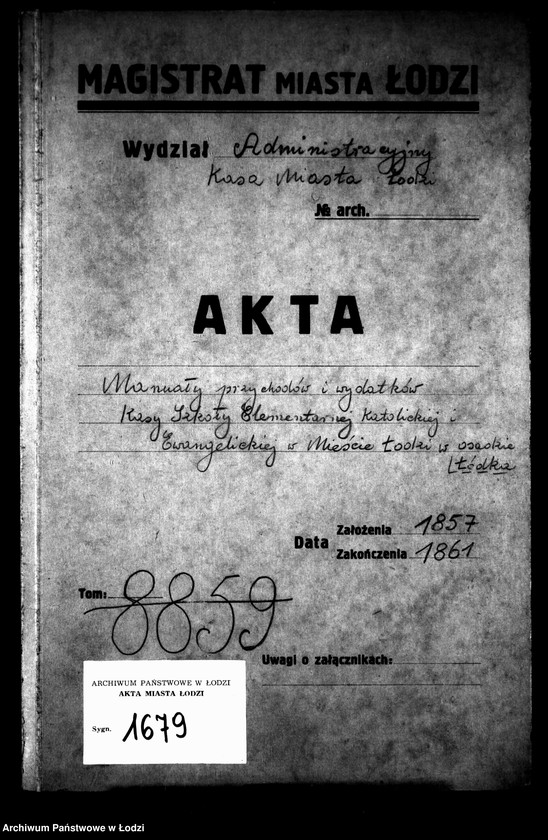 MAGISTRAT MIASTA ŁODZI
Wydział Administracyjny
Kasa Miasta Łodzi
№ arch.
AKTA
Manuały przychodów i wydatków
Kasy Szkoły Elementarnej Katolickiej i
Ewangelickiej w Mieście Łodzi w osadzie
Łódka
Data
Założenia 1857
Zakończenia 1861
Tom:
8859
Uwagi o załącznikach:
ARCHIWUM PAŃSTWOWE W ŁODZI
AKTA MIASTA ŁODZI
Sygn. 1679
Archiwum Państwowe w Łodzi